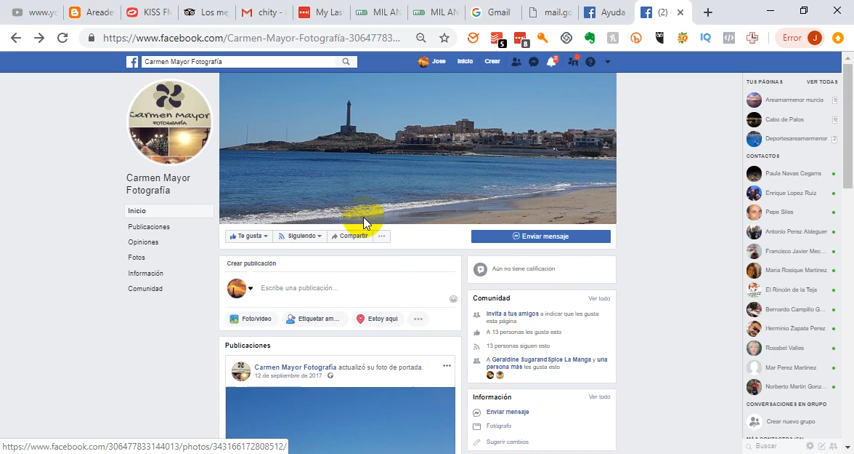 www.yo
Areade
KISS FM
Los me
chity -
My Last
MIL AN
MIL AN
Gmail
mail.go
Ayuda
(2)
https://www.facebook.com/Carmen-Mayor-Fotografía-30647783...
Error J
Carmen Mayor Fotografía
Jose
Inicio
Crear
CARMEN MAYOR
FOTOGRAFIA
Carmen Mayor
Fotografía
Inicio
Publicaciones
Opiniones
Fotos
Información
Comunidad
Te gusta
Siguiendo
Compartir
Enviar mensaje
Crear publicación
Escribe una publicación...
Foto/video
Etiquetar am...
Estoy aquí
Publicaciones
Carmen Mayor Fotografía actualizó su foto de portada.
12 de septiembre de 2017
Aún no tiene calificación
Comunidad
Ver todo
Invita a tus amigos a indicar que les gusta
esta página
A 13 personas les gusta esto
13 personas siguen esto
A Geraldine SugarandSpice La Manga y una
persona más les gusta esto
Información
Ver todo
Enviar mensaje
Fotógrafo
Sugerir cambios
TUS PÁGINAS
VER TODAS
Areamarmenor murcia
Cabo de Palos
Deportesareamarmenor
CONTACTOS
Paula Navas Cegarra
Enrique Lopez Ruiz
Pepe Siles
Antonio Perez Aldeguer
Francisco Javier Mec...
Maria Rosique Martinez
El Rincón de la Teja
Bernardo Campillo G...
Herminio Zapata Perez
Rosabel Valles
Mar Perez Martinez
Norberto Martin Gonz...
CONVERSACIONES EN GRUPO
Crear nuevo grupo
Buscar
https://www.facebook.com/306477833144013/photos/343166172808512/